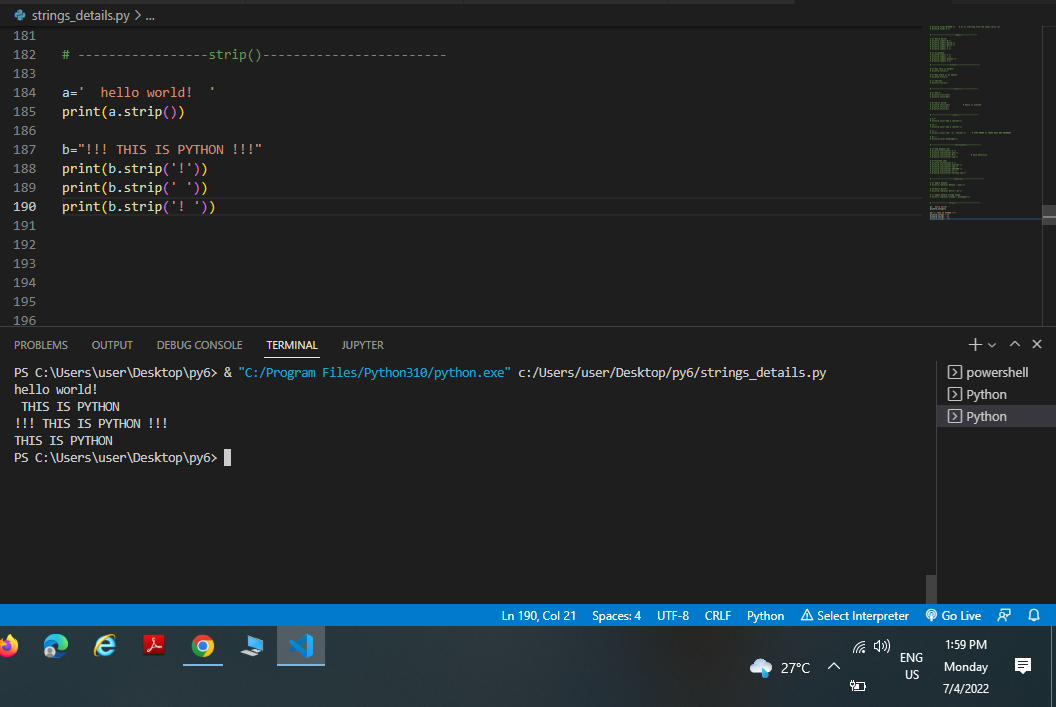 strings_details.py > ...
181
182 # -----------------strip()------------------------
183
184 a='  hello world!  '
185 print(a.strip())
186
187 b="!!! THIS IS PYTHON !!!"
188 print(b.strip('!'))
189 print(b.strip(' '))
190 print(b.strip('! '))
191
192
193
194
195
196
PROBLEMS OUTPUT DEBUG CONSOLE TERMINAL JUPYTER
PS C:\Users\user\Desktop\py6> & "C:/Program Files/Python310/python.exe" c:/Users/user/Desktop/py6/strings_details.py
hello world!
 THIS IS PYTHON
!!! THIS IS PYTHON !!!
THIS IS PYTHON
PS C:\Users\user\Desktop\py6>
powershell
Python
Python
Ln 190, Col 21 Spaces: 4 UTF-8 CRLF Python Select Interpreter Go Live
27°C
ENG
US
1:59 PM
Monday
7/4/2022